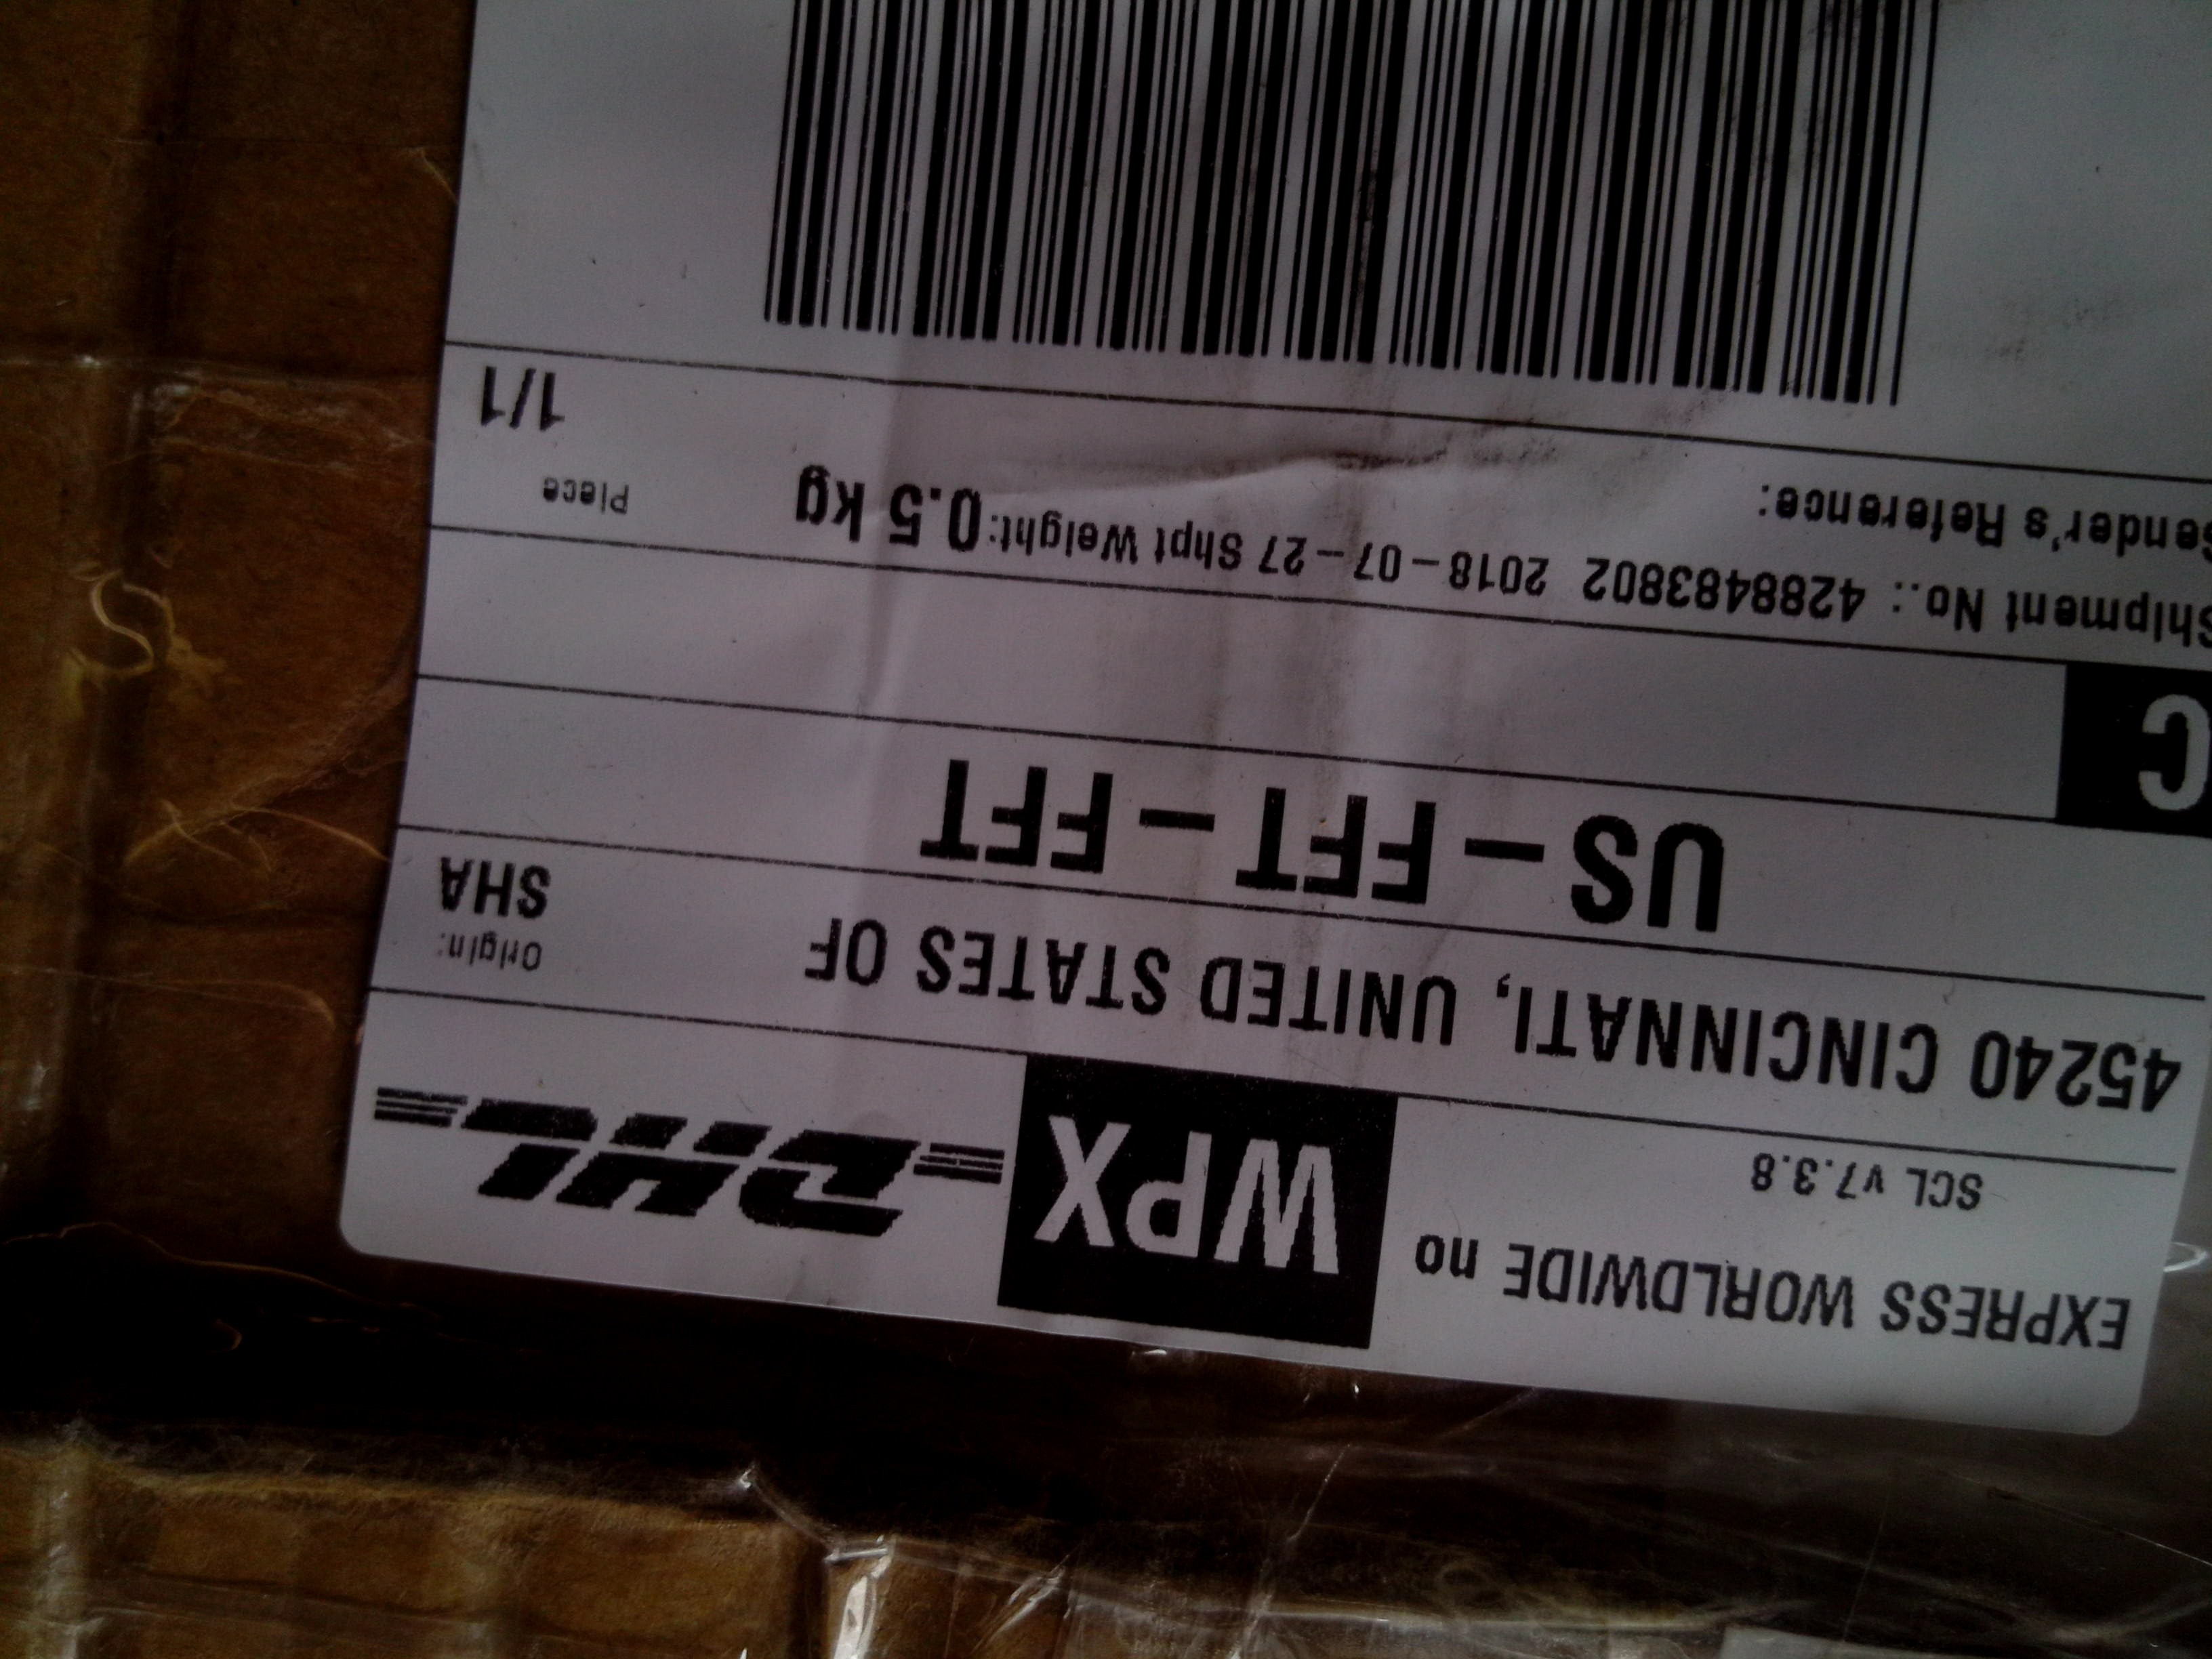 EXPRESS WORLDWIDE no
SCL v7.3.8
WPX
DHL
45240 CINCINNATI, UNITED STATES OF
Origin:
SHA
US-FFT-FFT
C
Shipment No.: 4288483802 2018-07-27 Shpt Weight: 0.5 kg
Sender's Reference:
Piece
1/1